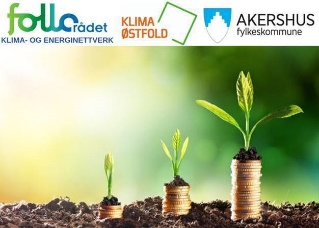 follo
rådet
KLIMA- OG ENERGINETTVERK
KLIMA
ØSTFOLD
AKERSHUS
fylkeskommune